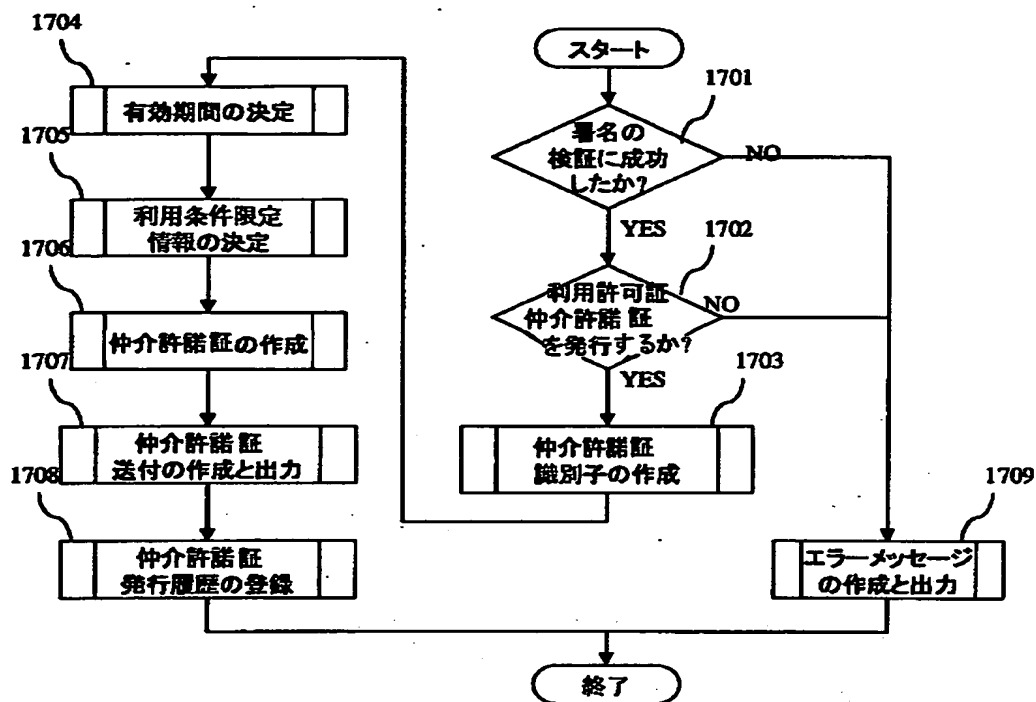 スタート
1701
署名の
検証に成功
したか?
NO
YES
1702
利用許可証
仲介許諾証
を発行するか?
NO
YES
1703
仲介許諾証
識別子の作成
1704
有効期間の決定
1705
利用条件限定
情報の決定
1706
仲介許諾証の作成
1707
仲介許諾証
送付の作成と出力
1708
仲介許諾証
発行履歴の登録
1709
エラーメッセージ
の作成と出力
終了